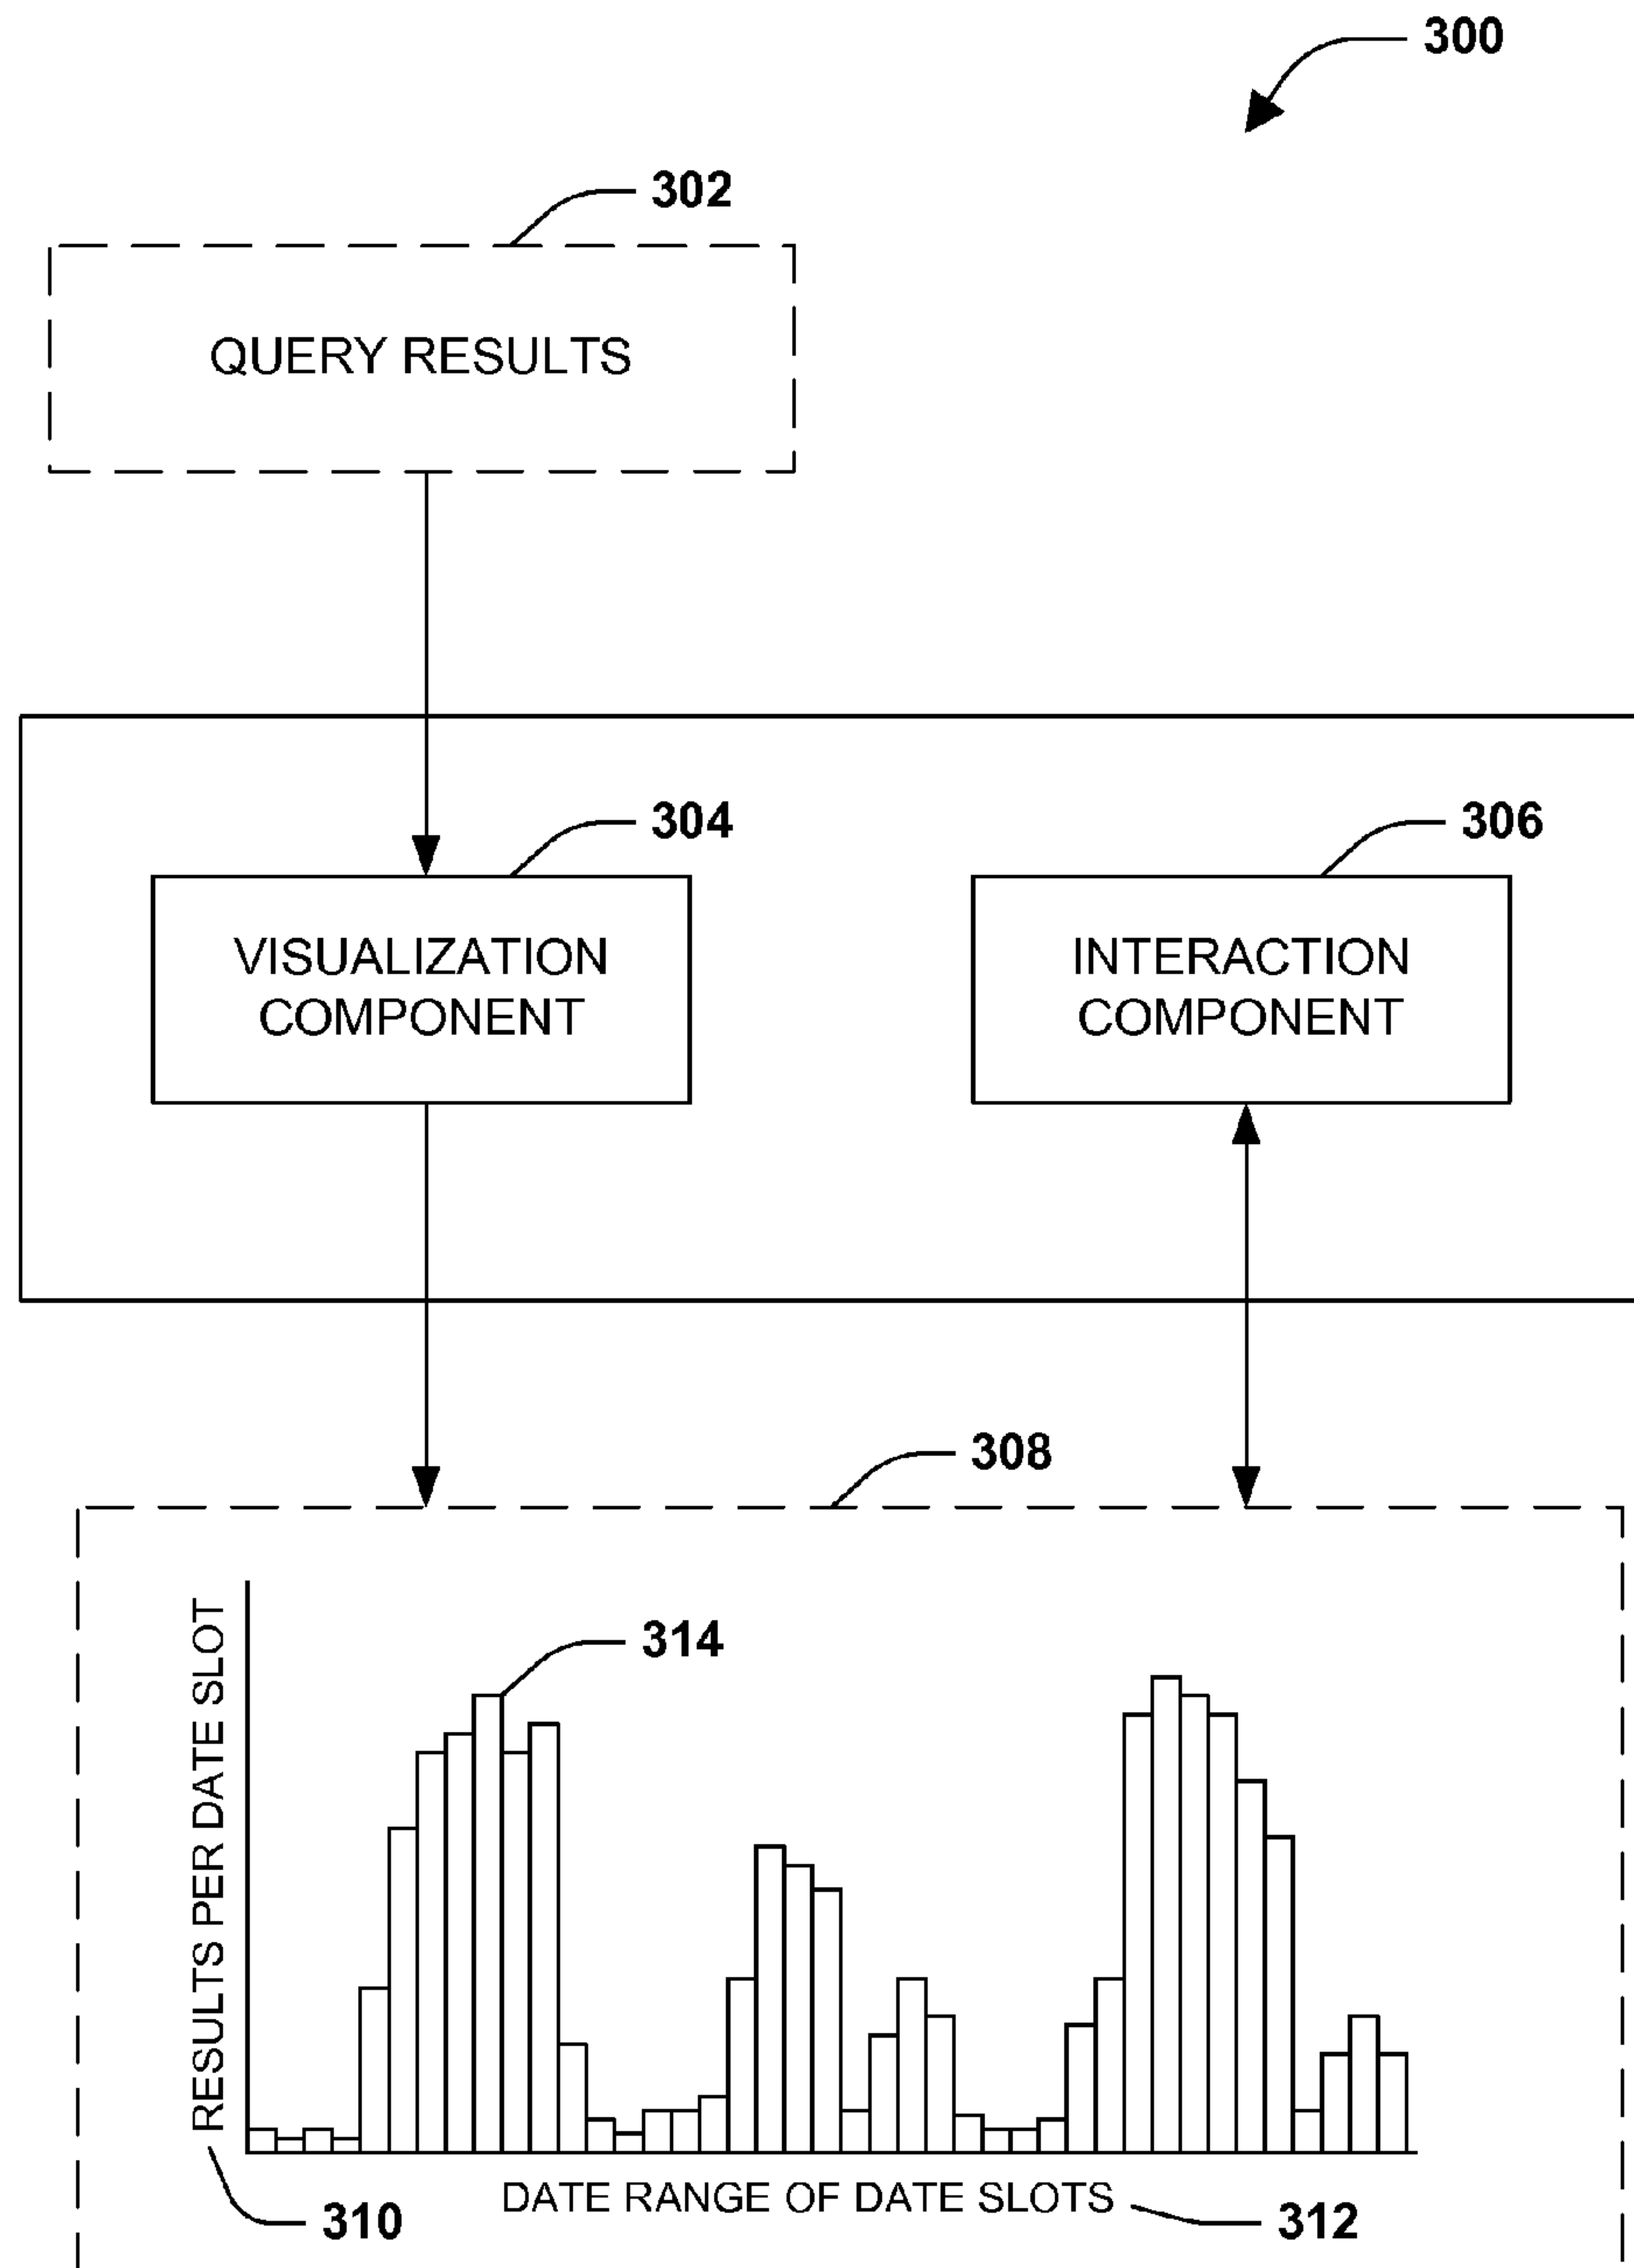 300
302
QUERY RESULTS
304
306
VISUALIZATION
COMPONENT
INTERACTION
COMPONENT
308
314
RESULTS PER DATE SLOT
DATE RANGE OF DATE SLOTS
310
312